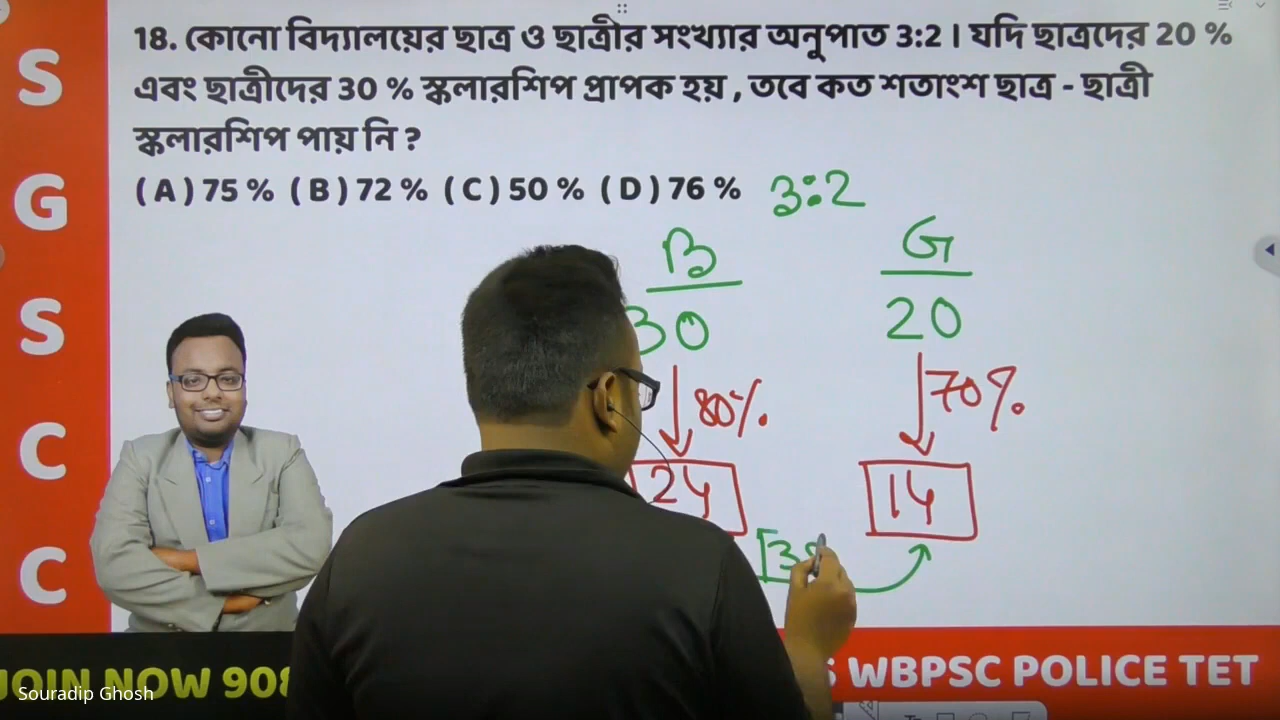 S
G
S
C
C
18. কোনো বিদ্যালয়ের ছাত্র ও ছাত্রীর সংখ্যার অনুপাত 3:2 । যদি ছাত্রদের 20 %
এবং ছাত্রীদের 30 % স্কলারশিপ প্রাপক হয় , তবে কত শতাংশ ছাত্র - ছাত্রী
স্কলারশিপ পায় নি ?
( A ) 75 % ( B ) 72 % ( C ) 50 % ( D ) 76 %
3:2
B G
30 20
80% 70%
24 14
JOIN NOW 908
WBPSC POLICE TET
Souradip Ghosh